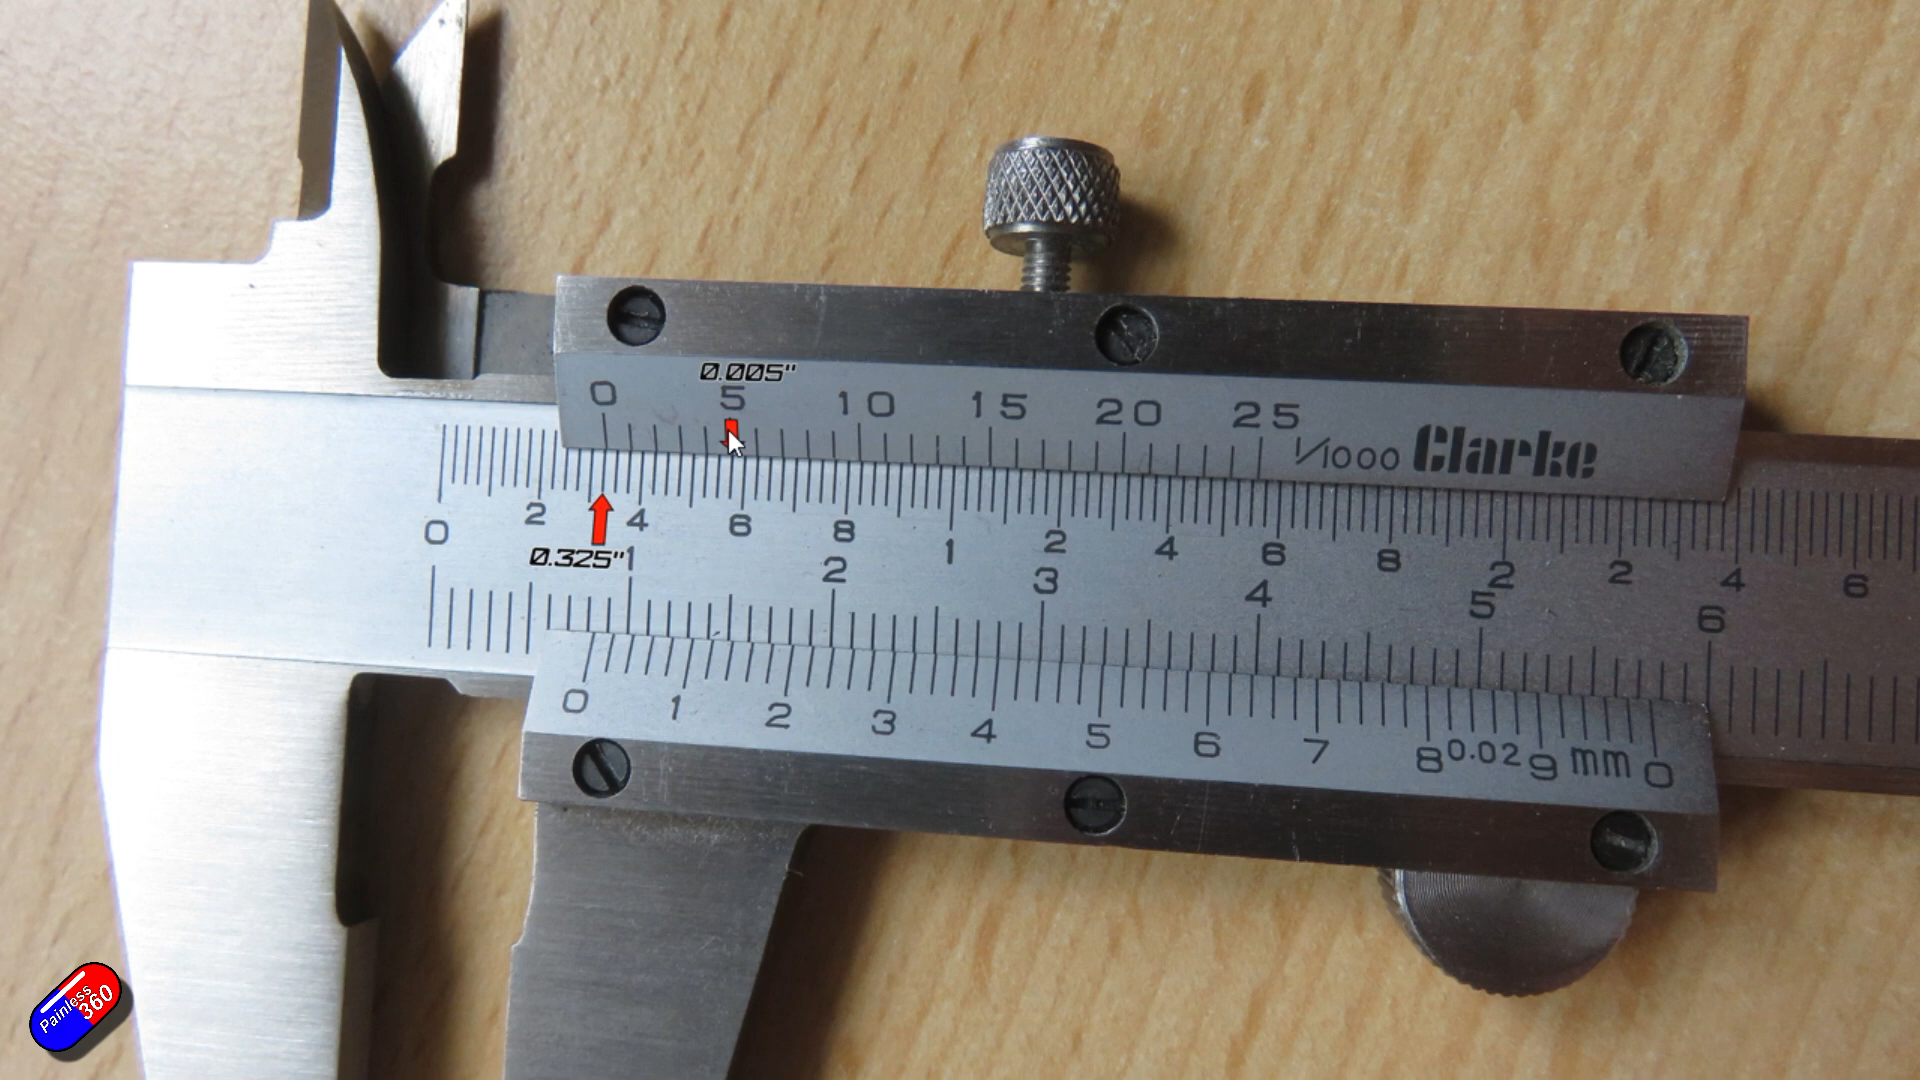 0.005"
0 5 10 15 20 25
1/1000 Clarke
0 2 4 6 8 1 2 4 6 8 2 2 4 6
0.325"
1 2 3 4 5 6
0 1 2 3 4 5 6 7 8 0.02 9 mm 0
Painless
360